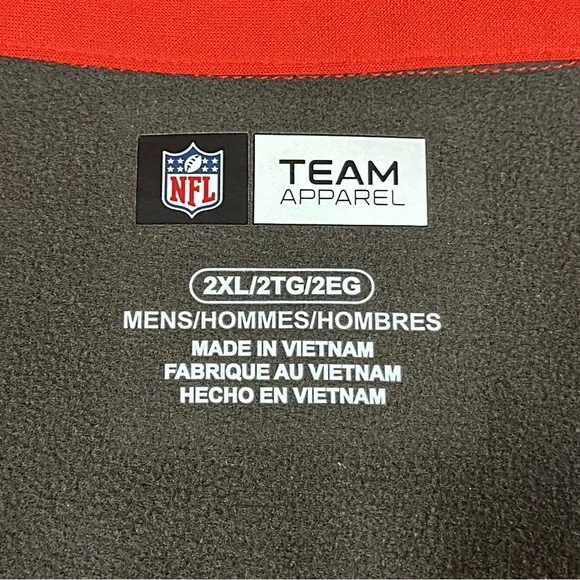 NFL
TEAM
APPAREL
2XL/2TG/2EG
MENS/HOMMES/HOMBRES
MADE IN VIETNAM
FABRIQUE AU VIETNAM
HECHO EN VIETNAM